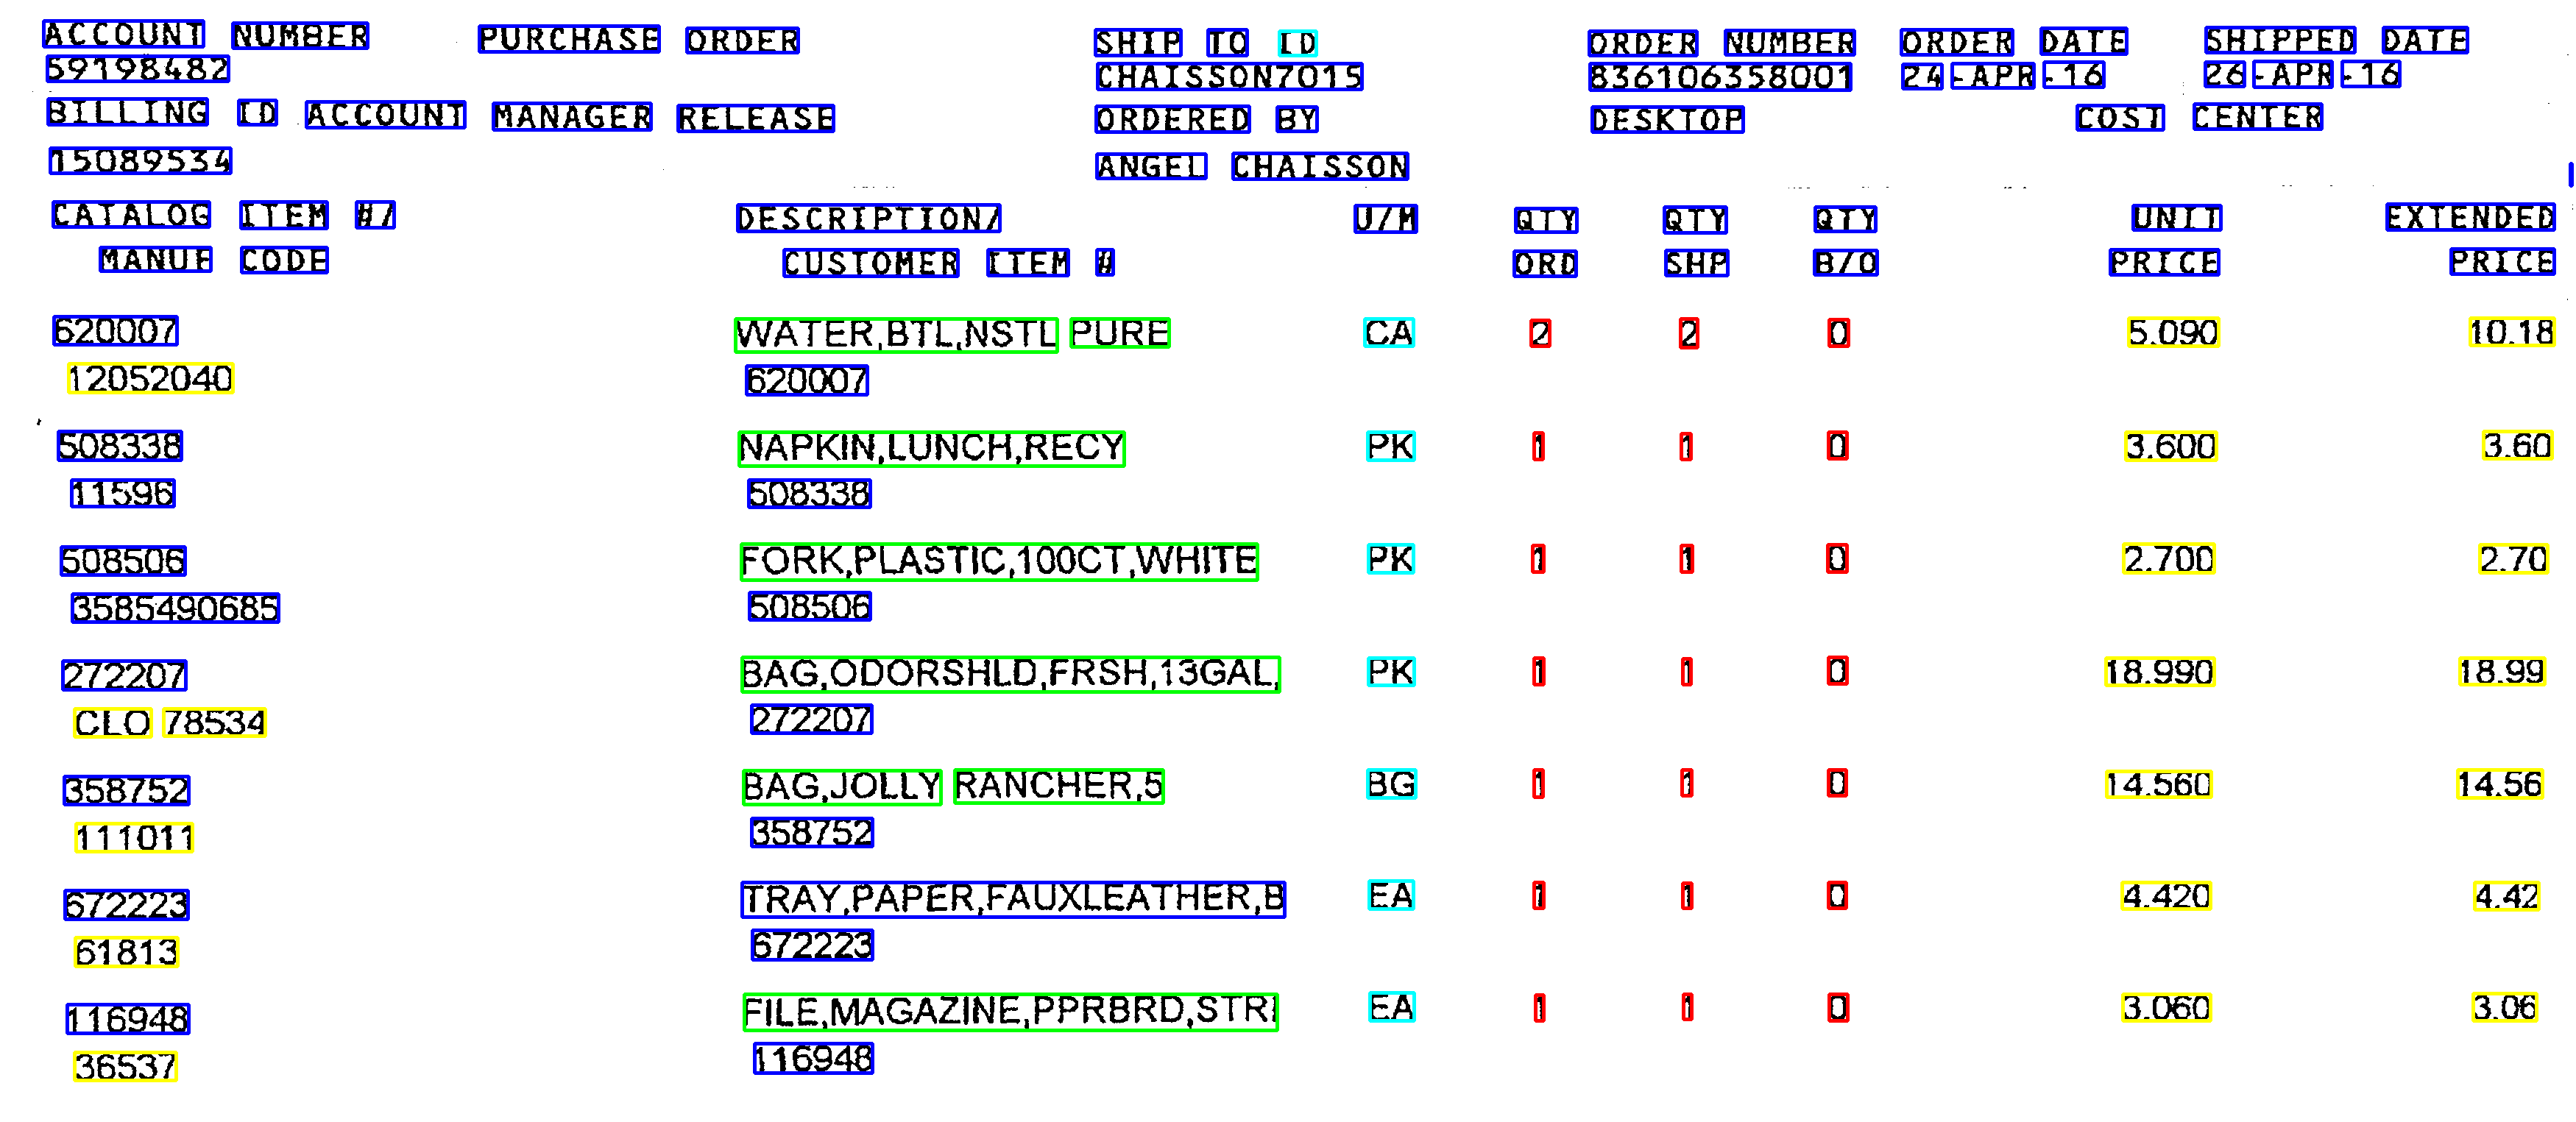 ACCOUNT NUMBER PURCHASE ORDER SHIP TO ID ORDER NUMBER ORDER DATE SHIPPED DATE
59198482 CHAISSON7015 836106358001 24-APR-16 26-APR-16
BILLING ID ACCOUNT MANAGER RELEASE ORDERED BY DESKTOP COST CENTER
15089534 ANGEL CHAISSON
CATALOG ITEM #/ DESCRIPTION/ U/M QTY QTY QTY UNIT EXTENDED
MANUF CODE CUSTOMER ITEM # ORD SHP B/O PRICE PRICE
620007 WATER,BTL,NSTL PURE CA 2 2 0 5.090 10.18
12052040 620007
508338 NAPKIN,LUNCH,RECY PK 1 1 0 3.600 3.60
11596 508338
508506 FORK,PLASTIC,100CT,WHITE PK 1 1 0 2.700 2.70
3585490685 508506
272207 BAG,ODORSHLD,FRSH,13GAL, PK 1 1 0 18.990 18.99
CLO 78534 272207
358752 BAG,JOLLY RANCHER,5 BG 1 1 0 14.560 14.56
111011 358752
672223 TRAY,PAPER,FAUXLEATHER,B EA 1 1 0 4.420 4.42
61813 672223
116948 FILE,MAGAZINE,PPRBRD,STRI EA 1 1 0 3.060 3.06
36537 116948